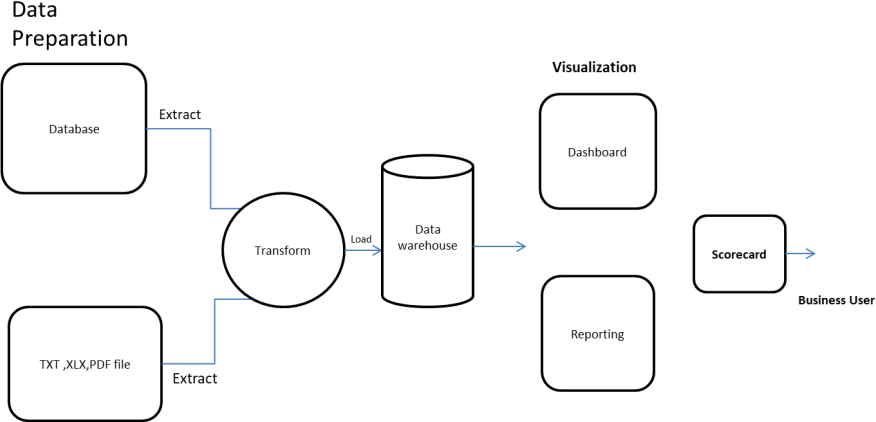 Data
Preparation
Visualization
Database
Extract
Dashboard
Transform
Load
Data
warehouse
Scorecard
Business User
Reporting
TXT ,XLX,PDF file
Extract